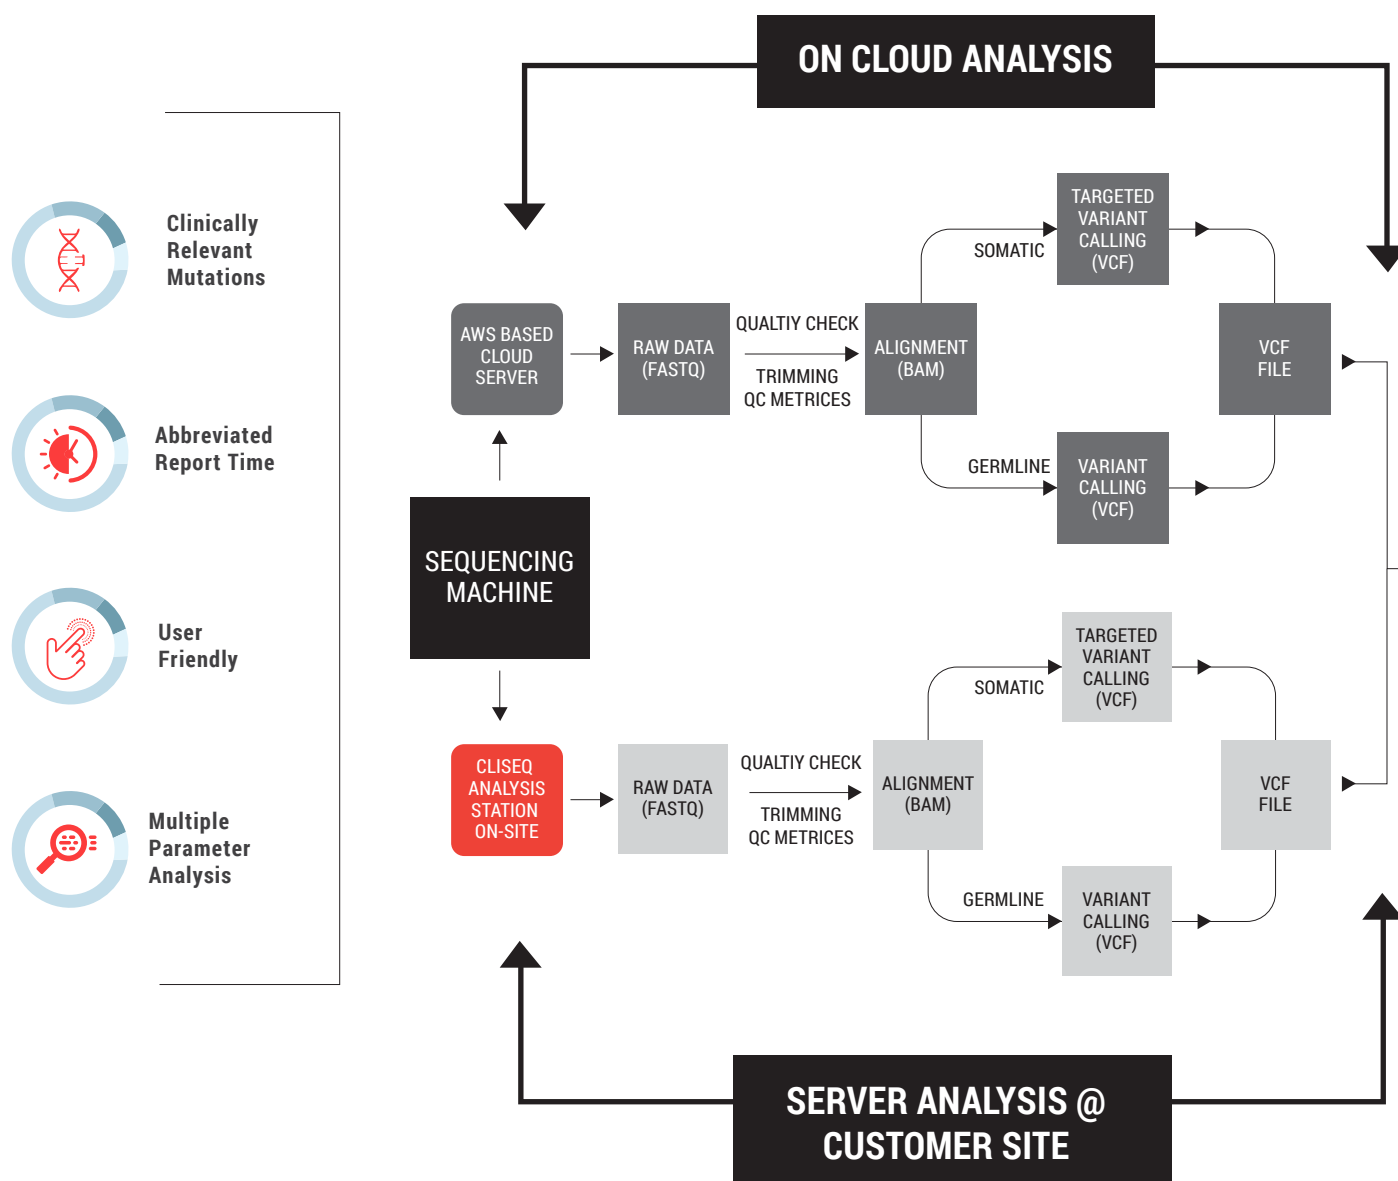 ON CLOUD ANALYSIS
Clinically
Relevant
Mutations
Abbreviated
Report Time
User
Friendly
Multiple
Parameter
Analysis
AWS BASED
CLOUD
SERVER
RAW DATA
(FASTQ)
QUALTIY CHECK
TRIMMING
QC METRICES
ALIGNMENT
(BAM)
SOMATIC
TARGETED
VARIANT
CALLING
(VCF)
GERMLINE
VARIANT
CALLING
(VCF)
VCF
FILE
SEQUENCING
MACHINE
CLISEQ
ANALYSIS
STATION
ON-SITE
RAW DATA
(FASTQ)
QUALTIY CHECK
TRIMMING
QC METRICES
ALIGNMENT
(BAM)
SOMATIC
TARGETED
VARIANT
CALLING
(VCF)
GERMLINE
VARIANT
CALLING
(VCF)
VCF
FILE
SERVER ANALYSIS @
CUSTOMER SITE